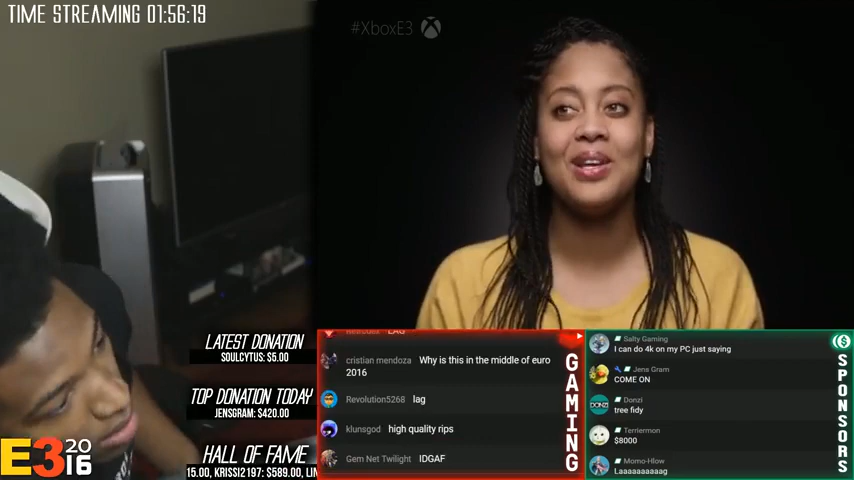 TIME STREAMING 01:56:19
#XboxE3
LATEST DONATION
SOULCYTUS: $5.00
TOP DONATION TODAY
JENSGRAM: $420.00
HALL OF FAME
15.00, KRISSI2197: $589.00, LIN
E3 2016
LAG
cristian mendoza Why is this in the middle of euro
2016
Revolution5268 lag
klunsgod high quality rips
Gem Net Twilight IDGAF
GAMING
Salty Gaming
I can do 4k on my PC just saying
Jens Gram
COME ON
DONZI
Donzi
tree fidy
Terriermon
$8000
Momo-Hlow
Laaaaaaaaaag
SPONSORS